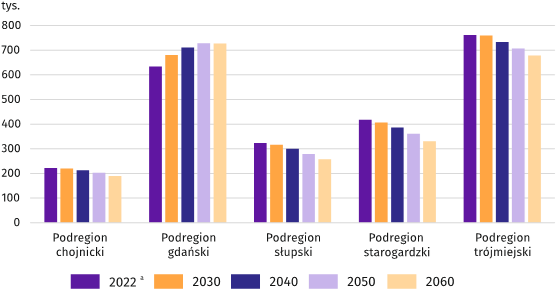 tys.
800
700
600
500
400
300
200
100
0
Podregion chojnicki
Podregion gdański
Podregion słupski
Podregion starogardzki
Podregion trójmiejski
2022 a
2030
2040
2050
2060